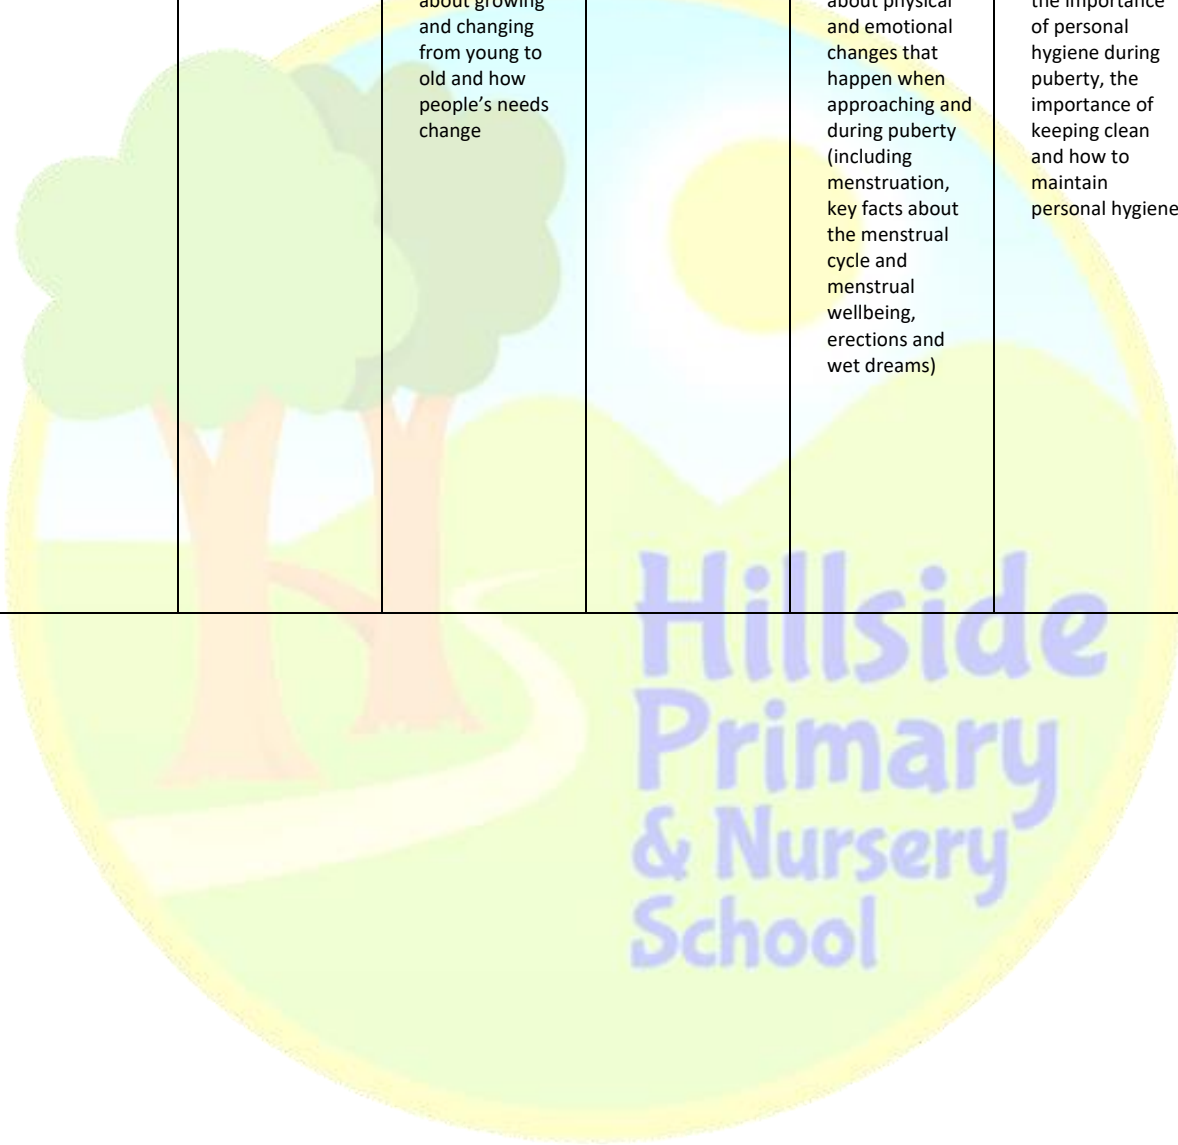 about growing
and changing
from young to
old and how
people's needs
change
about physical
and emotional
changes that
happen when
approaching and
during puberty
(including
menstruation,
key facts about
the menstrual
cycle and
menstrual
wellbeing,
erections and
wet dreams)
the importance
of personal
hygiene during
puberty, the
importance of
keeping clean
and how to
maintain
personal hygiene
Hillside
Primary
& Nursery
School